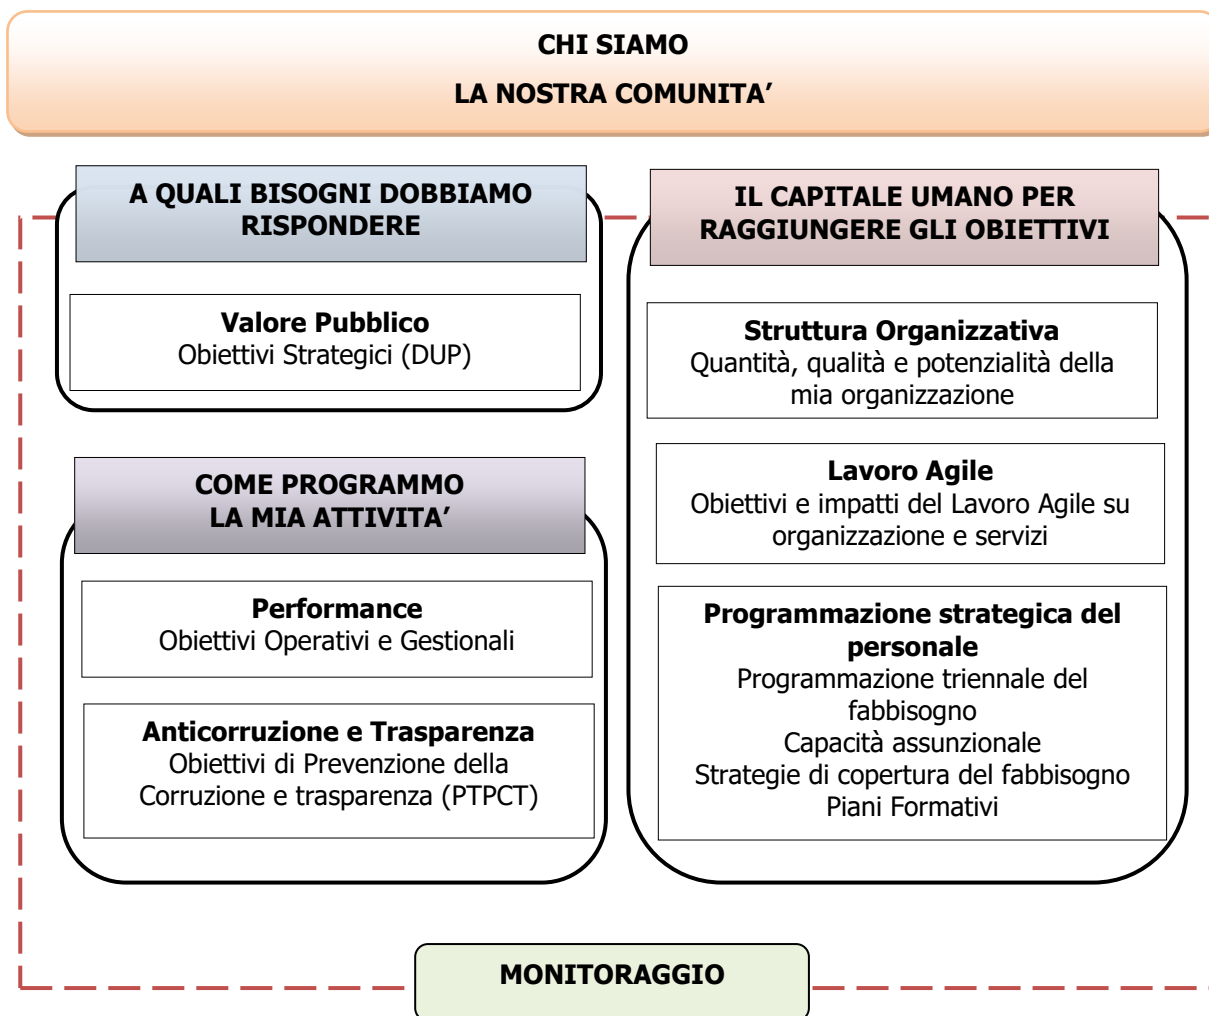 CHI SIAMO
LA NOSTRA COMUNITA’
A QUALI BISOGNI DOBBIAMO
RISPONDERE
Valore Pubblico
Obiettivi Strategici (DUP)
COME PROGRAMMO
LA MIA ATTIVITA’
Performance
Obiettivi Operativi e Gestionali
Anticorruzione e Trasparenza
Obiettivi di Prevenzione della
Corruzione e trasparenza (PTPCT)
IL CAPITALE UMANO PER
RAGGIUNGERE GLI OBIETTIVI
Struttura Organizzativa
Quantità, qualità e potenzialità della
mia organizzazione
Lavoro Agile
Obiettivi e impatti del Lavoro Agile su
organizzazione e servizi
Programmazione strategica del
personale
Programmazione triennale del
fabbisogno
Capacità assunzionale
Strategie di copertura del fabbisogno
Piani Formativi
MONITORAGGIO